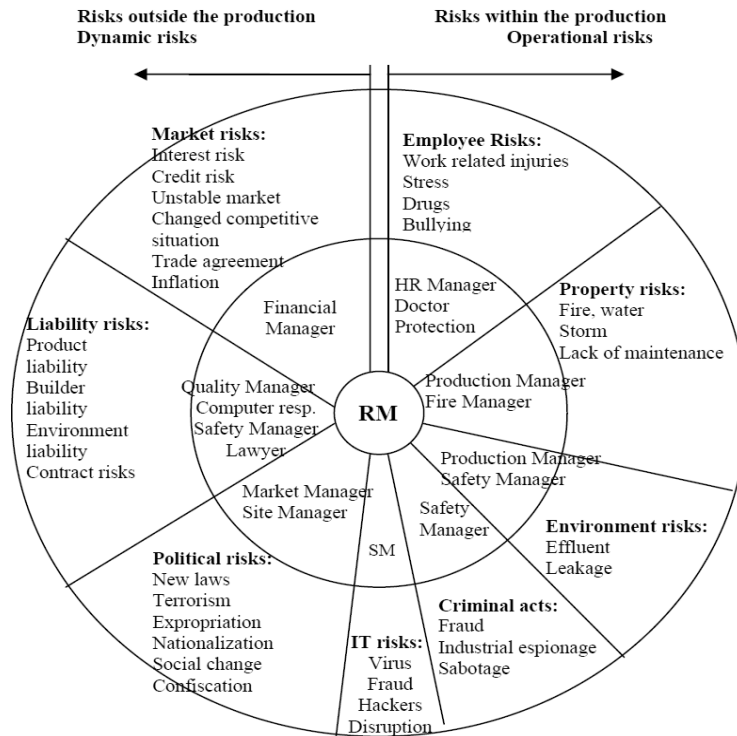 Risks outside the production
Dynamic risks
Risks within the production
Operational risks
Market risks:
Interest risk
Credit risk
Unstable market
Changed competitive
situation
Trade agreement
Inflation
Employee Risks:
Work related injuries
Stress
Drugs
Bullying
Financial
Manager
HR Manager
Doctor
Protection
Property risks:
Fire, water
Storm
Lack of maintenance
Liability risks:
Product
liability
Builder
liability
Environment
liability
Contract risks
Quality Manager
Computer resp.
Safety Manager
Lawyer
RM
Production Manager
Fire Manager
Production Manager
Safety Manager
Market Manager
Site Manager
SM
Safety
Manager
Environment risks:
Effluent
Leakage
Political risks:
New laws
Terrorism
Expropriation
Nationalization
Social change
Confiscation
IT risks:
Virus
Fraud
Hackers
Disruption
Criminal acts:
Fraud
Industrial espionage
Sabotage